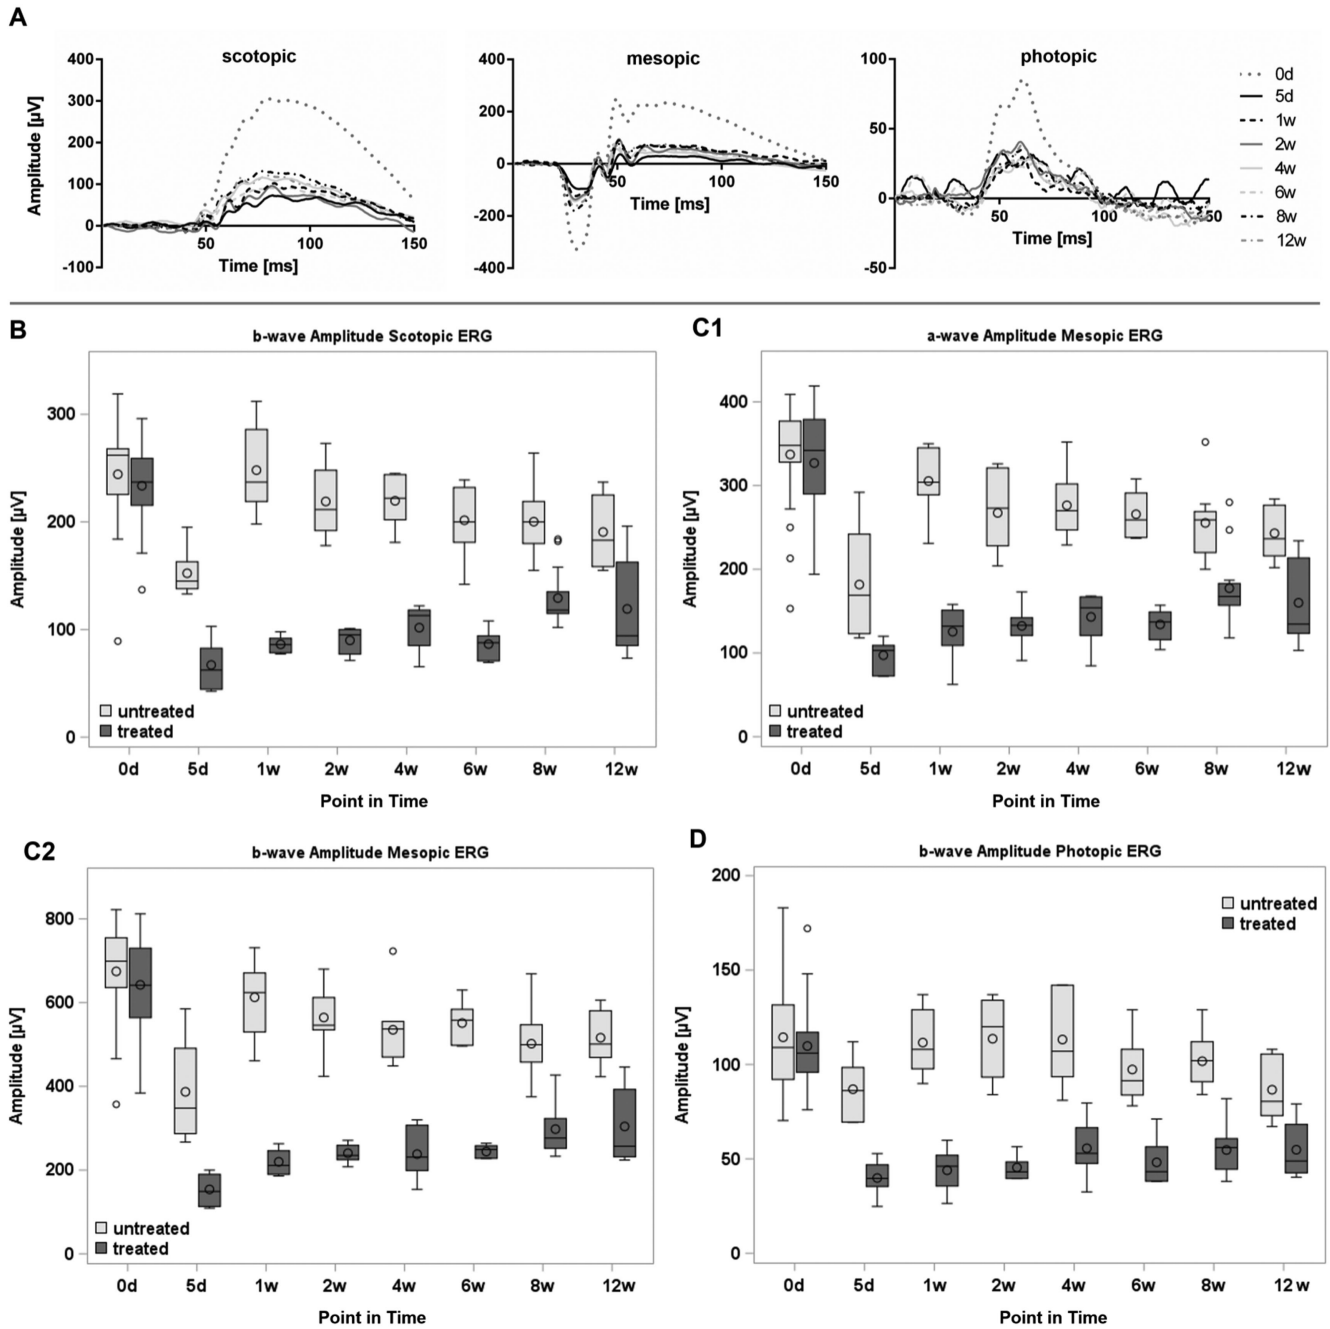 A
scotopic
mesopic
photopic
Amplitude [µV]
400
300
200
100
0
-100
50
100
150
Time [ms]
400
200
0
-200
-400
50
100
150
Time [ms]
100
50
0
-50
50
100
50
Time [ms]
0d
5d
1w
2w
4w
6w
8w
12w
B
b-wave Amplitude Scotopic ERG
Amplitude [µV]
300
200
100
0
untreated
treated
0d 5d 1w 2w 4w 6w 8w 12w
Point in Time
C1
a-wave Amplitude Mesopic ERG
Amplitude [µV]
400
300
200
100
0
untreated
treated
0d 5d 1w 2w 4w 6w 8w 12w
Point in Time
C2
b-wave Amplitude Mesopic ERG
Amplitude [µV]
800
600
400
200
0
untreated
treated
0d 5d 1w 2w 4w 6w 8w 12w
Point in Time
D
b-wave Amplitude Photopic ERG
Amplitude [µV]
200
150
100
50
0
untreated
treated
0d 5d 1w 2w 4w 6w 8w 12w
Point in Time